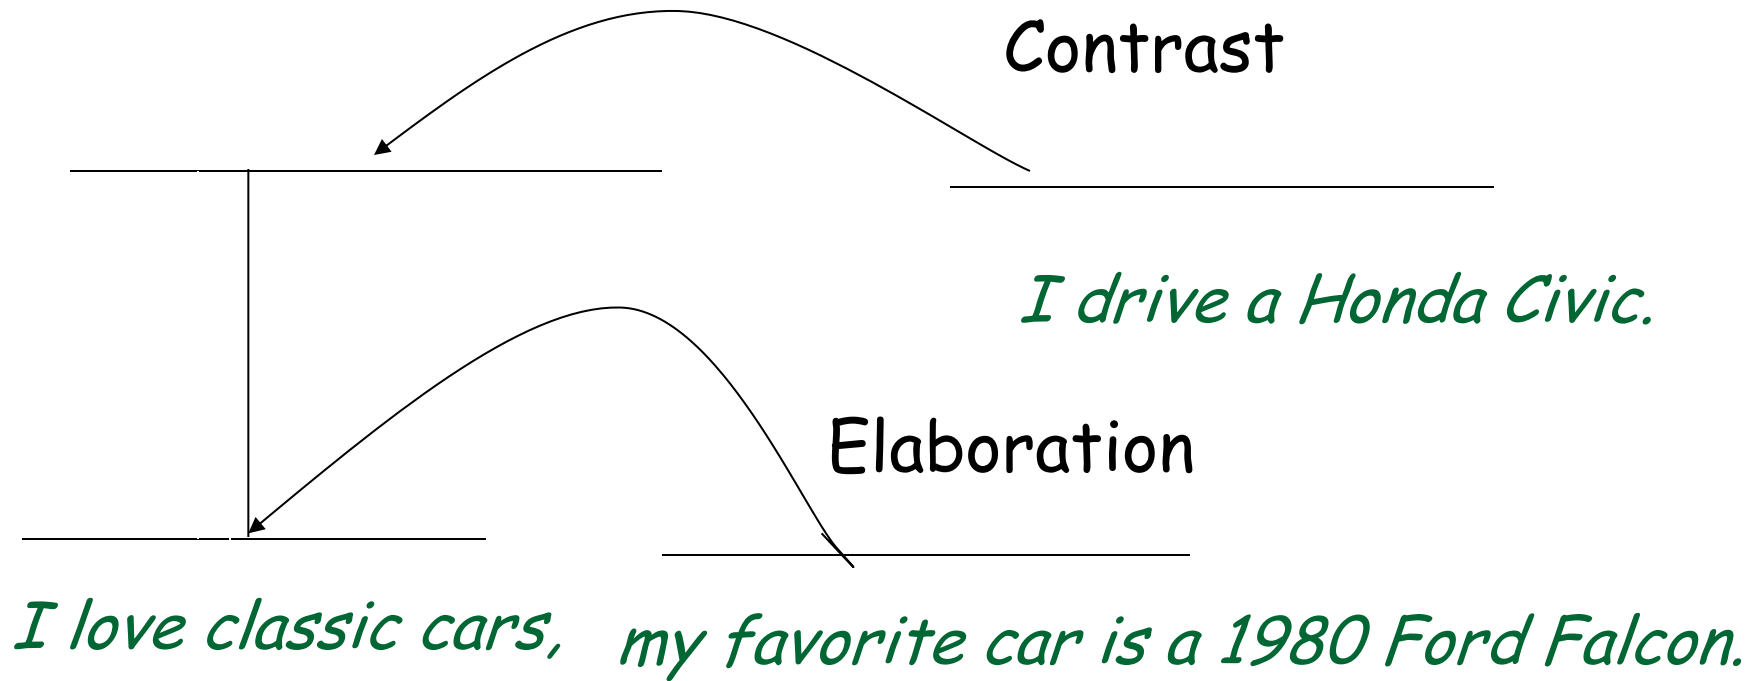 Contrast
I drive a Honda Civic.
Elaboration
I love classic cars,
my favorite car is a 1980 Ford Falcon.